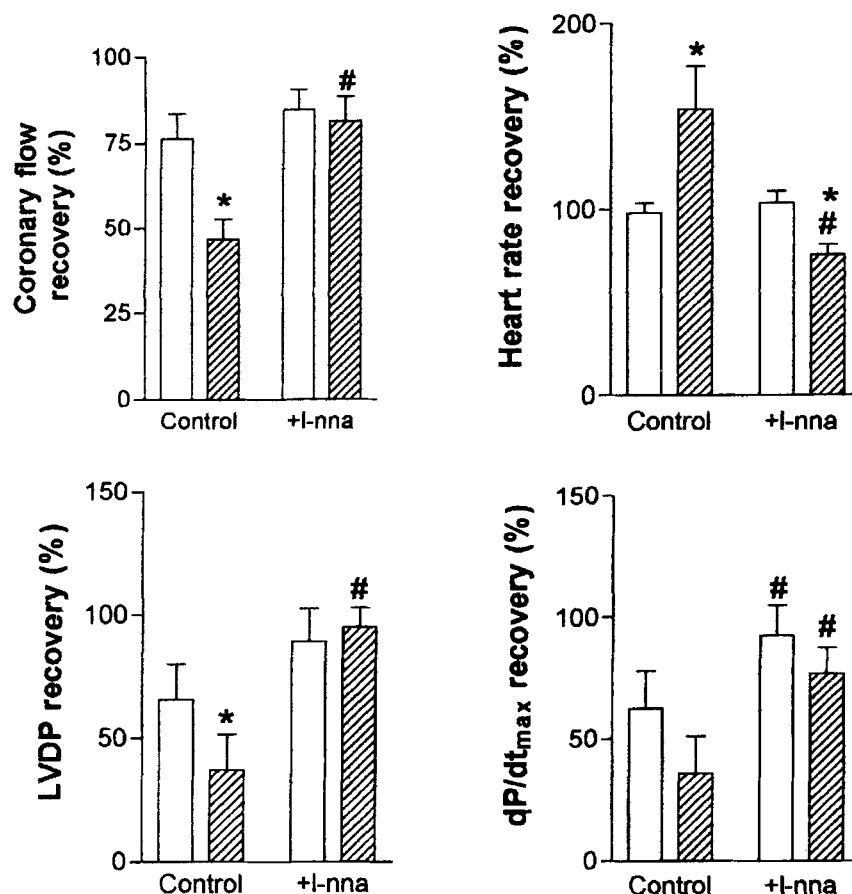 Coronary flow
recovery (%)
100
75
50
25
0
*
#
Control
+l-nna
Heart rate recovery (%)
200
100
0
*
*
#
Control
+l-nna
LVDP recovery (%)
150
100
50
0
*
#
Control
+l-nna
dP/dtmax recovery (%)
150
100
50
0
#
#
Control
+l-nna